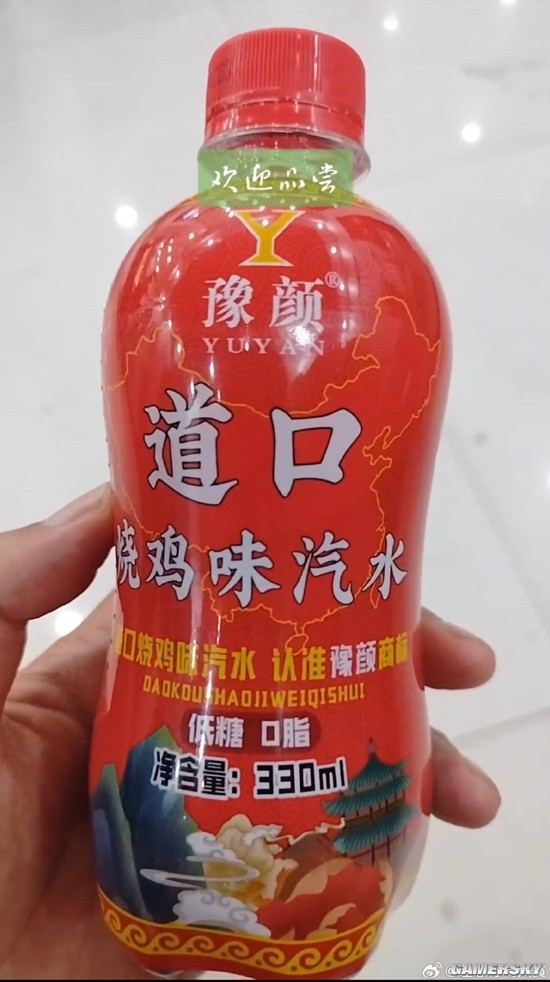 欢迎品尝
Y
豫颜®
YUYAN
道口
烧鸡味汽水
口烧鸡味汽水 认准豫颜商标
DAOKOUSHAOJIWEIQISHUI
低糖 0脂
净含量：330ml
GAMERSKY